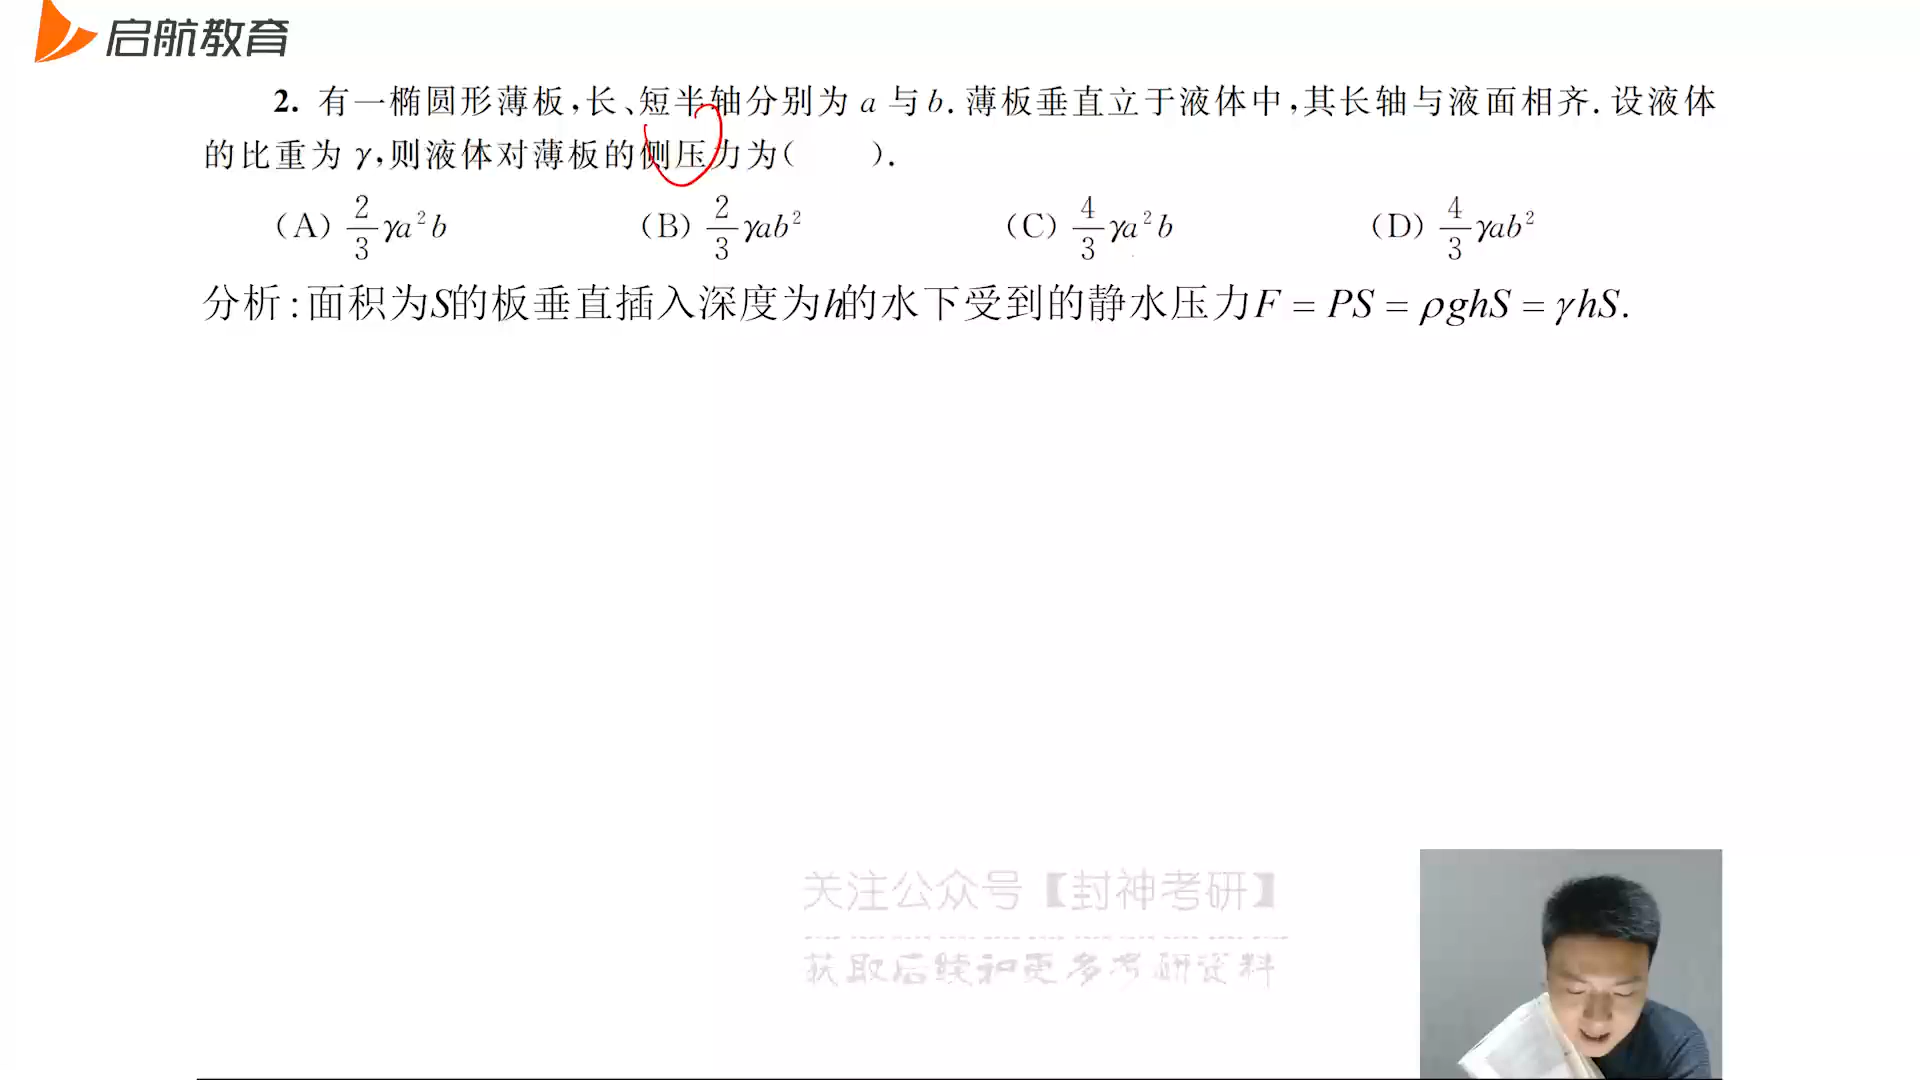 启航教育
2. 有一椭圆形薄板,长、短半轴分别为 a 与 b. 薄板垂直立于液体中,其长轴与液面相齐. 设液体
的比重为 γ,则液体对薄板的侧压力为(  ).
(A) 2/3 γa²b (B) 2/3 γab² (C) 4/3 γa²b (D) 4/3 γab²
分析:面积为S的板垂直插入深度为h的水下受到的静水压力F = PS = ρghS = γhS.
关注公众号【封神考研】
获取后续和更多考研资料